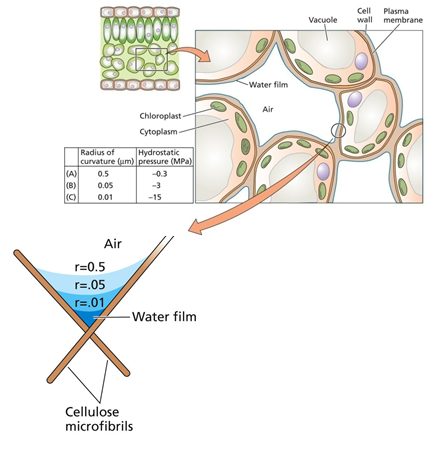 Vacuole
Cell wall
Plasma membrane
Water film
Air
Chloroplast
Cytoplasm
Radius of curvature (µm) Hydrostatic pressure (MPa)
(A) 0.5 –0.3
(B) 0.05 –3
(C) 0.01 –15
Air
r=0.5
r=.05
r=.01
Water film
Cellulose
microfibrils